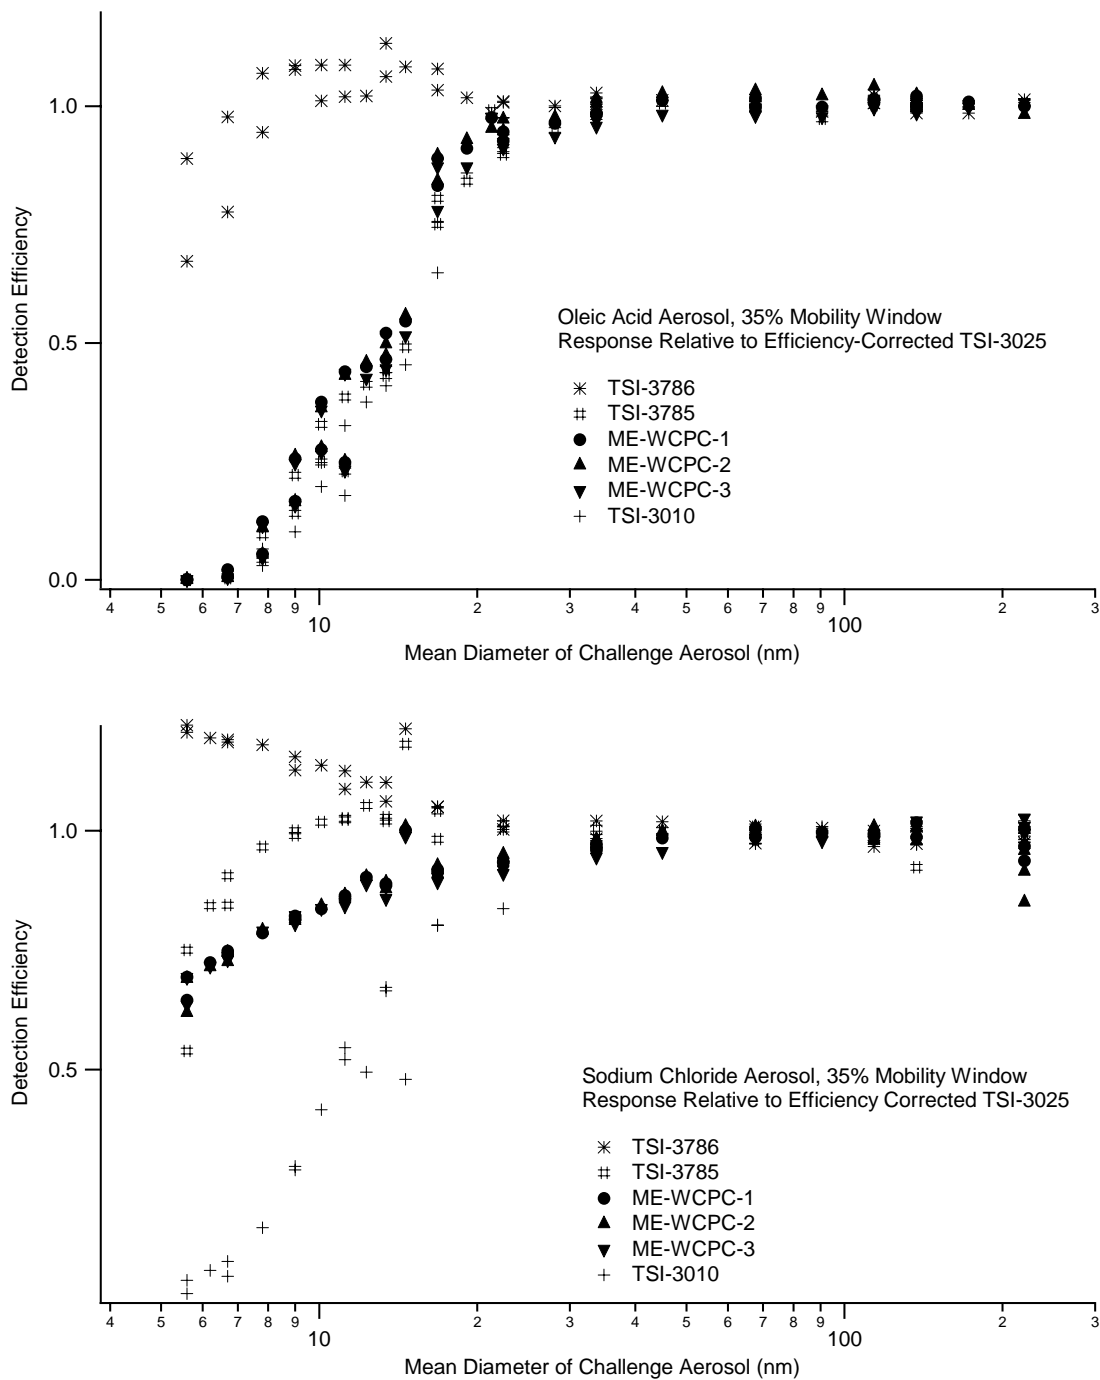 1.0
0.5
0.0
Detection Efficiency
Oleic Acid Aerosol, 35% Mobility Window
Response Relative to Efficiency-Corrected TSI-3025
TSI-3786
TSI-3785
ME-WCPC-1
ME-WCPC-2
ME-WCPC-3
TSI-3010
4 5 6 7 8 9 2 3 4 5 6 7 8 9 2 3
10 100
Mean Diameter of Challenge Aerosol (nm)
1.0
0.5
Detection Efficiency
Sodium Chloride Aerosol, 35% Mobility Window
Response Relative to Efficiency Corrected TSI-3025
TSI-3786
TSI-3785
ME-WCPC-1
ME-WCPC-2
ME-WCPC-3
TSI-3010
4 5 6 7 8 9 2 3 4 5 6 7 8 9 2 3
10 100
Mean Diameter of Challenge Aerosol (nm)